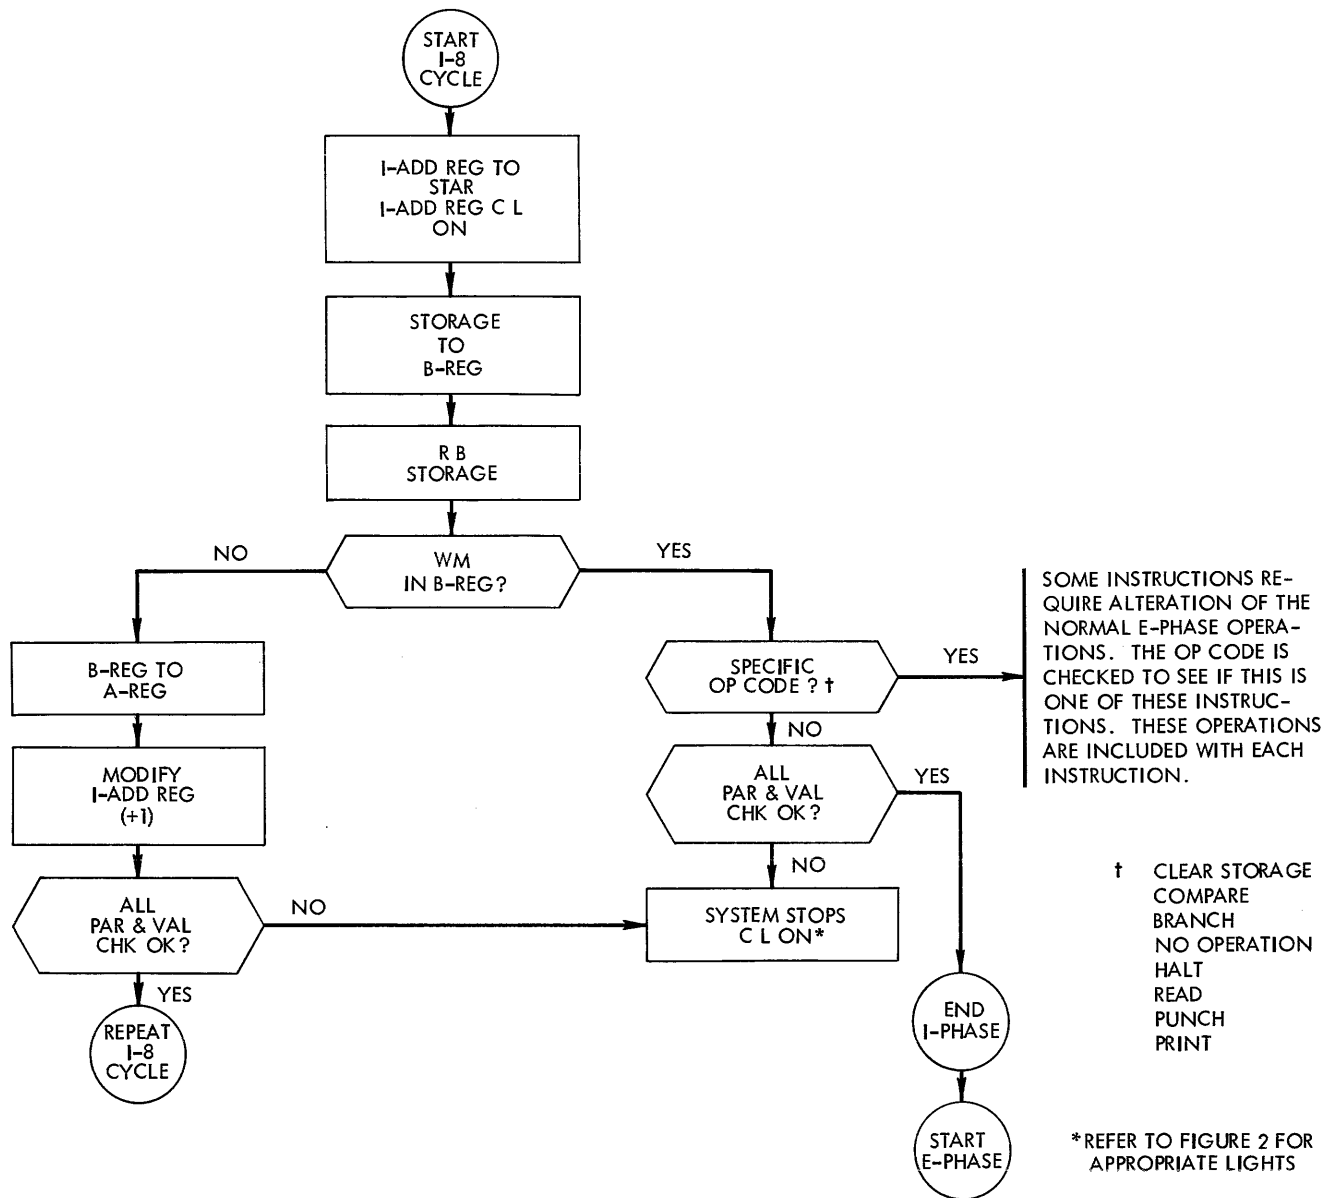 START
I-8
CYCLE
I-ADD REG TO
STAR
I-ADD REG C L
ON
STORAGE
TO
B-REG
R B
STORAGE
WM
IN B-REG?
NO
YES
B-REG TO
A-REG
MODIFY
I-ADD REG
(+1)
ALL
PAR & VAL
CHK OK?
NO
YES
REPEAT
I-8
CYCLE
SPECIFIC
OP CODE ? †
YES
NO
SOME INSTRUCTIONS RE-
QUIRE ALTERATION OF THE
NORMAL E-PHASE OPERA-
TIONS. THE OP CODE IS
CHECKED TO SEE IF THIS IS
ONE OF THESE INSTRUC-
TIONS. THESE OPERATIONS
ARE INCLUDED WITH EACH
INSTRUCTION.
ALL
PAR & VAL
CHK OK?
YES
NO
SYSTEM STOPS
C L ON*
END
I-PHASE
START
E-PHASE
† CLEAR STORAGE
COMPARE
BRANCH
NO OPERATION
HALT
READ
PUNCH
PRINT
*REFER TO FIGURE 2 FOR
APPROPRIATE LIGHTS